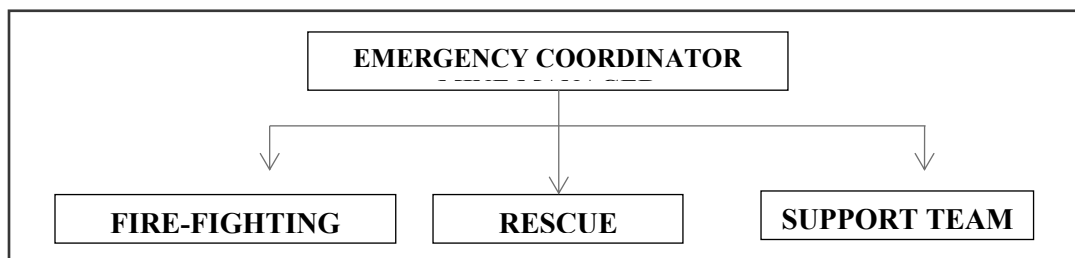 EMERGENCY COORDINATOR
FIRE-FIGHTING
RESCUE
SUPPORT TEAM